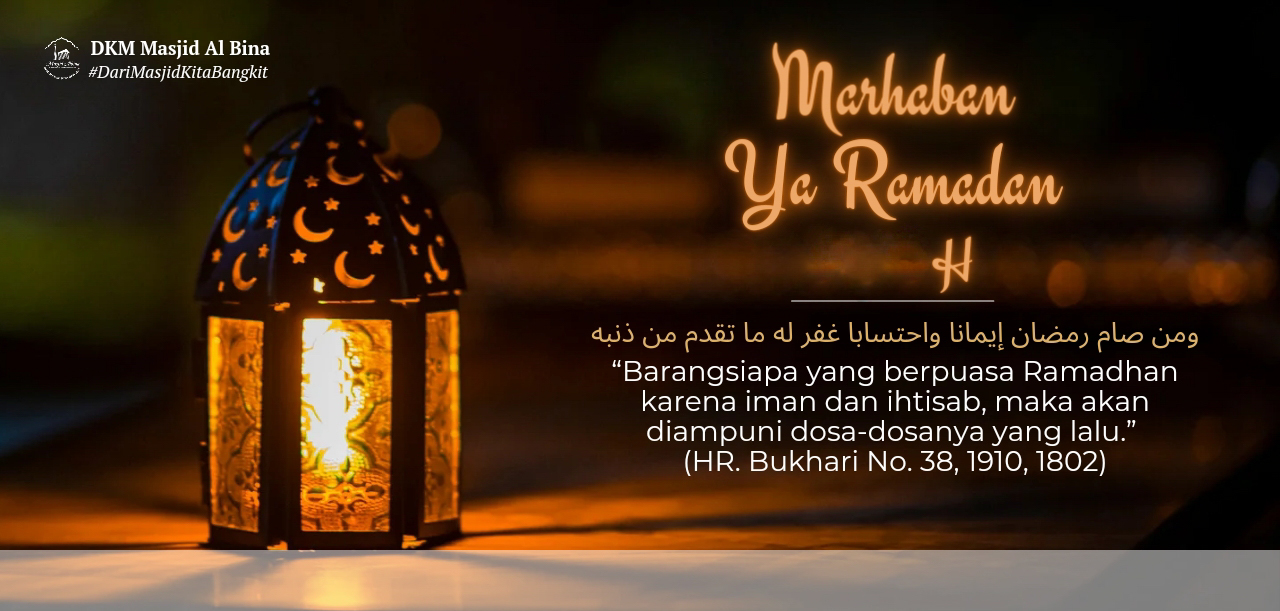 DKM Masjid Al Bina
#DariMasjidKitaBangkit
Marhaban
Ya Ramadan
H
ومن صام رمضان إيمانا واحتسابا غفر له ما تقدم من ذنبه
“Barangsiapa yang berpuasa Ramadhan
karena iman dan ihtisab, maka akan
diampuni dosa-dosanya yang lalu.”
(HR. Bukhari No. 38, 1910, 1802)